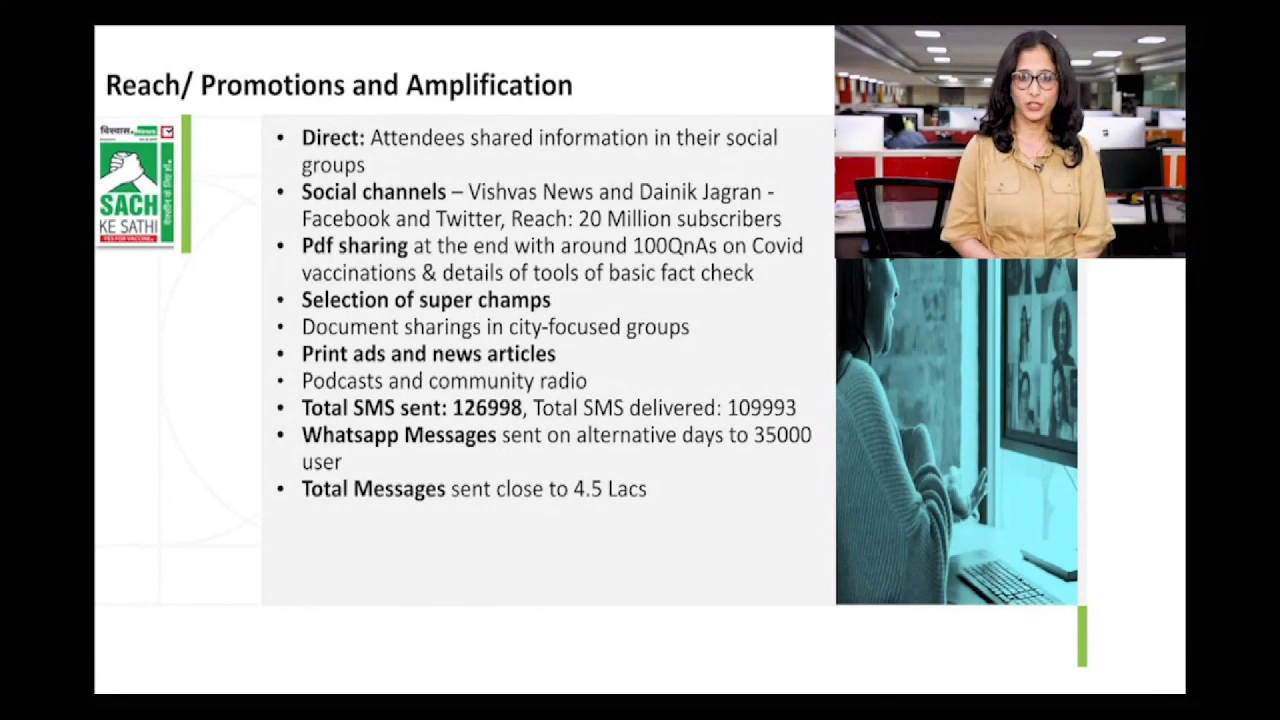 Reach/ Promotions and Amplification
विश्वास.News
SACH
KE SATHI
YES FOR VACCINE
• Direct: Attendees shared information in their social
groups
• Social channels – Vishvas News and Dainik Jagran -
Facebook and Twitter, Reach: 20 Million subscribers
• Pdf sharing at the end with around 100QnAs on Covid
vaccinations & details of tools of basic fact check
• Selection of super champs
• Document sharings in city-focused groups
• Print ads and news articles
• Podcasts and community radio
• Total SMS sent: 126998, Total SMS delivered: 109993
• Whatsapp Messages sent on alternative days to 35000
user
• Total Messages sent close to 4.5 Lacs